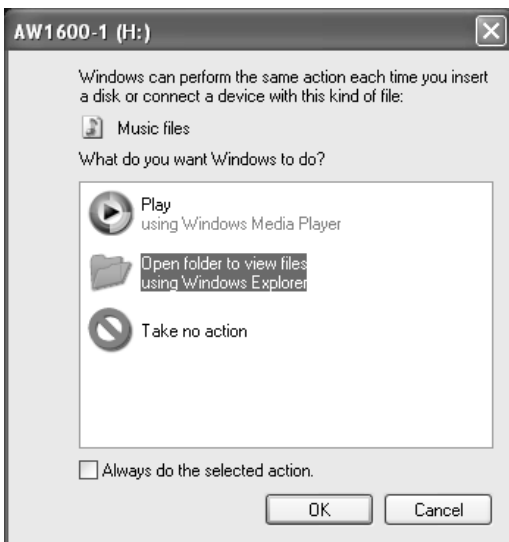 AW1600-1 (H:)
Windows can perform the same action each time you insert
a disk or connect a device with this kind of file:
Music files
What do you want Windows to do?
Play
using Windows Media Player
Open folder to view files
using Windows Explorer
Take no action
Always do the selected action.
OK
Cancel